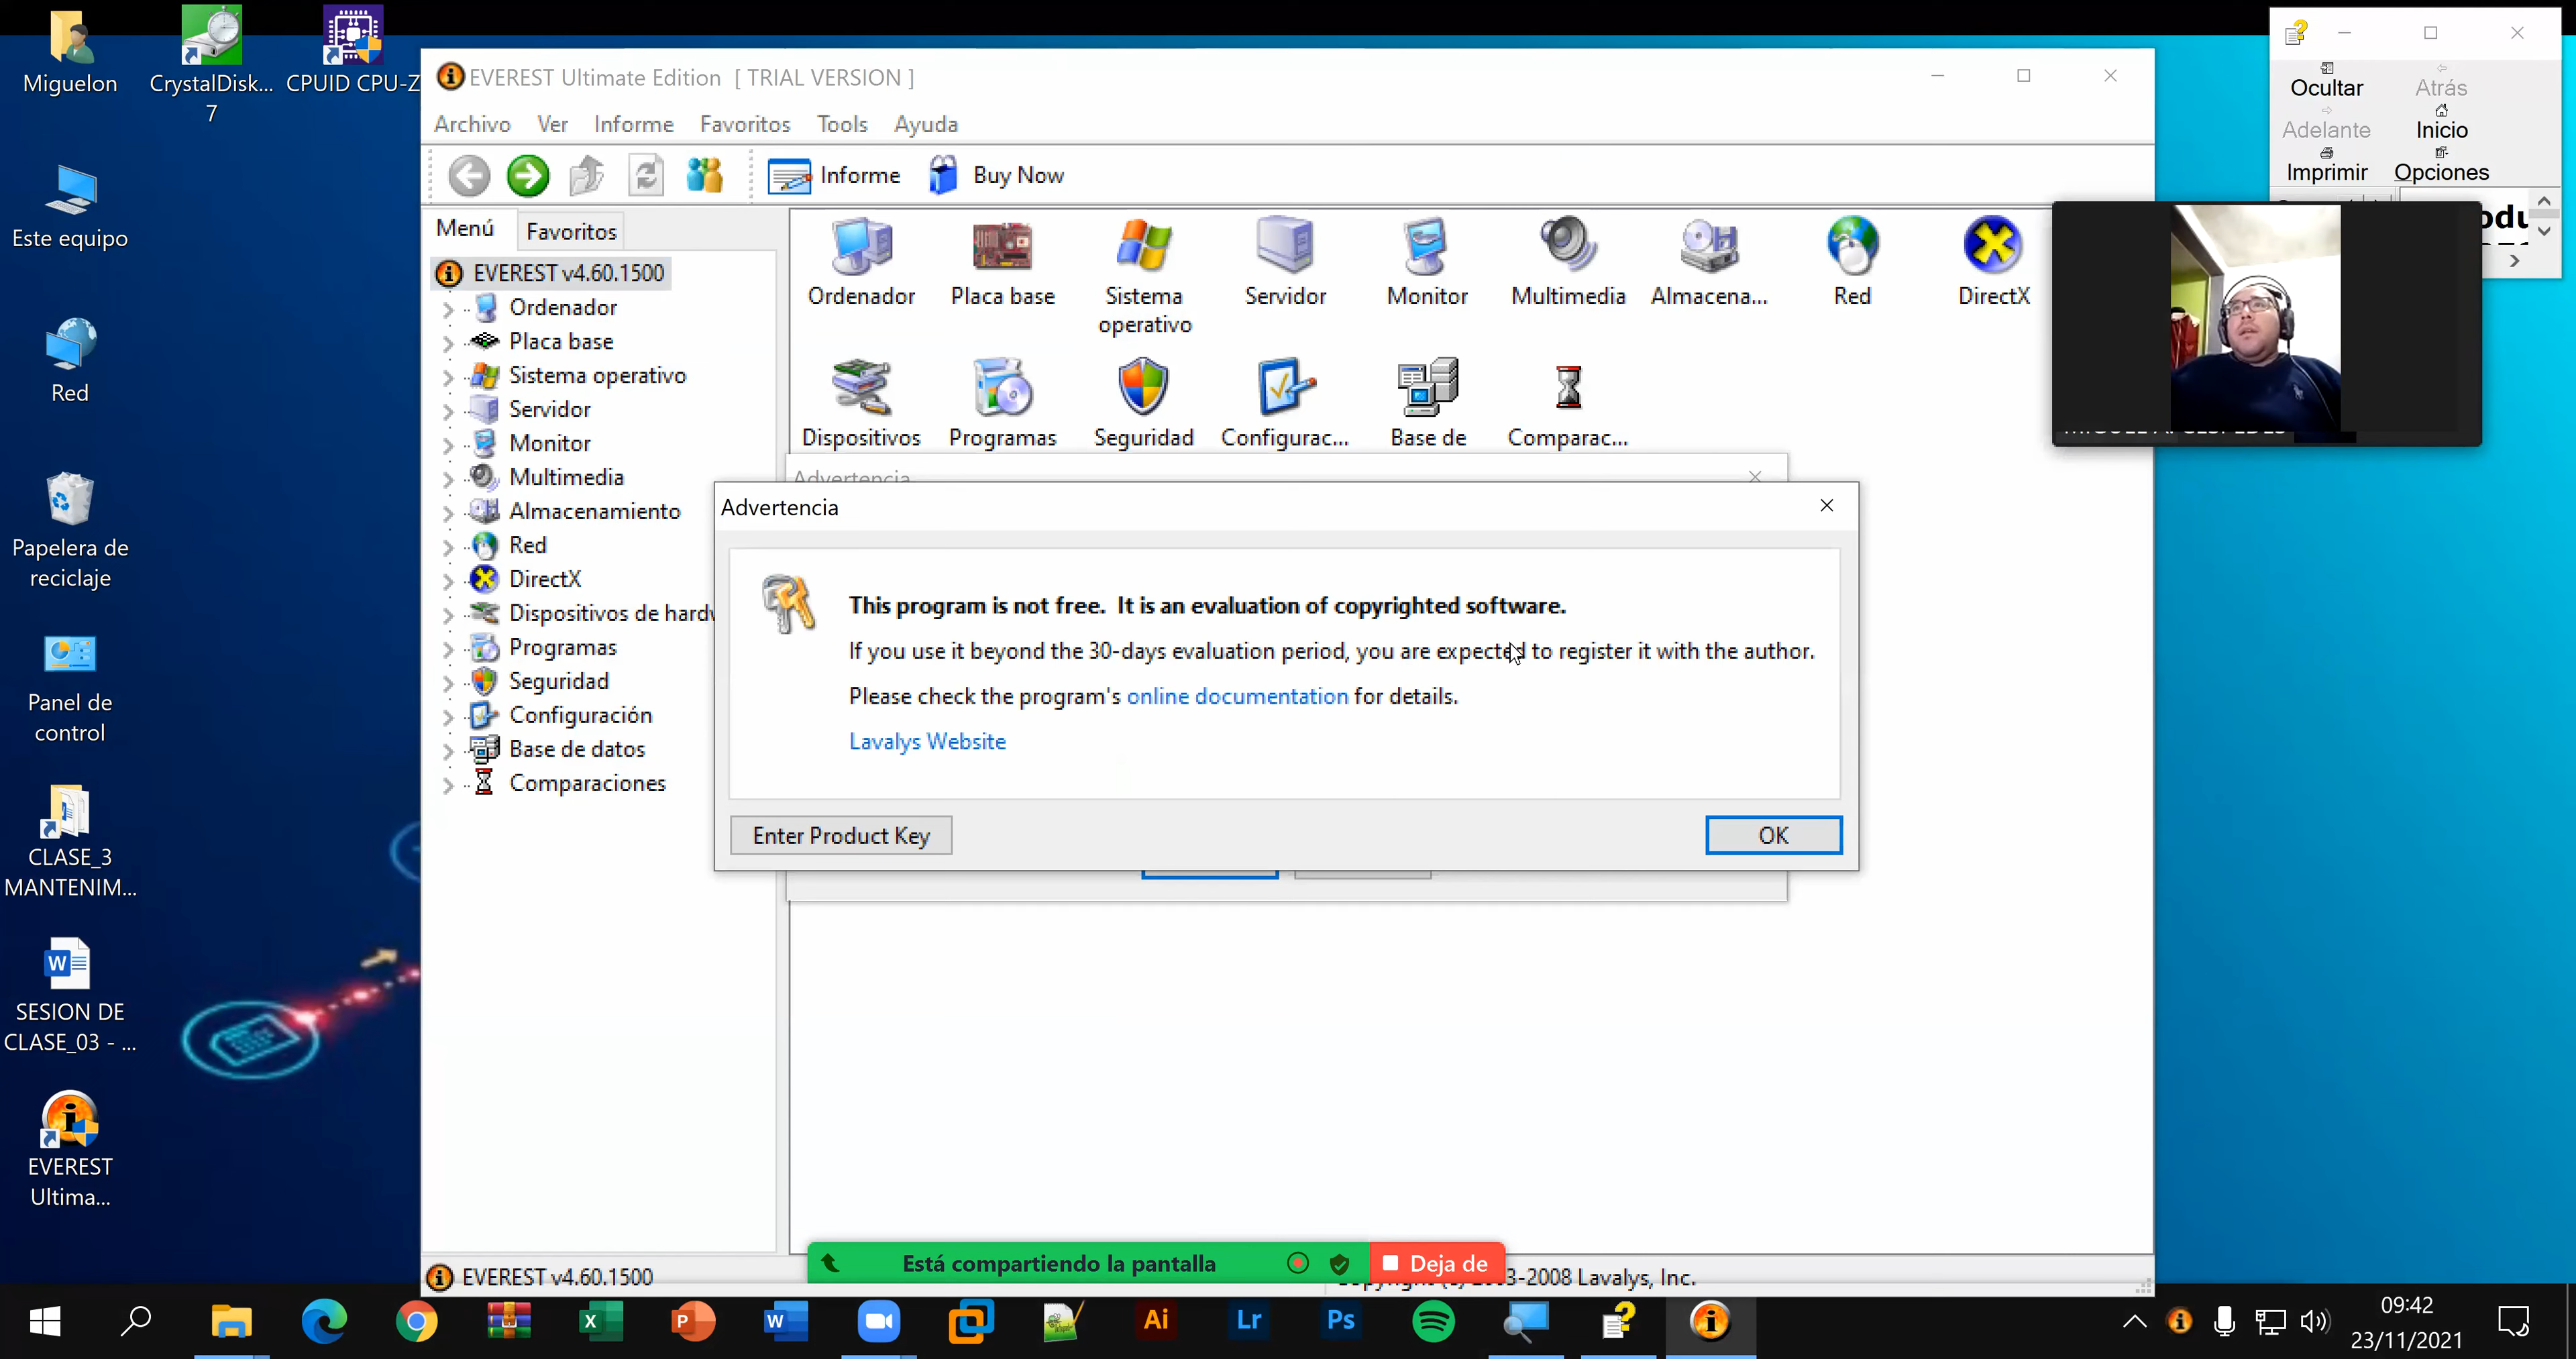 Miguelon
CrystalDisk...
7
CPUID CPU-Z
Este equipo
Red
Papelera de
reciclaje
Panel de
control
CLASE_3
MANTENIM...
SESION DE
CLASE_03 - ...
EVEREST
Ultima...
EVEREST Ultimate Edition [ TRIAL VERSION ]
Archivo Ver Informe Favoritos Tools Ayuda
Informe Buy Now
Menú Favoritos
EVEREST v4.60.1500
Ordenador
Placa base
Sistema operativo
Servidor
Monitor
Multimedia
Almacenamiento
Red
DirectX
Dispositivos de hardw
Programas
Seguridad
Configuración
Base de datos
Comparaciones
Ordenador
Placa base
Sistema
operativo
Servidor
Monitor
Multimedia
Almacena...
Red
DirectX
Dispositivos
Programas
Seguridad
Configurac...
Base de
Comparac...
Advertencia
Advertencia
This program is not free. It is an evaluation of copyrighted software.
If you use it beyond the 30-days evaluation period, you are expected to register it with the author.
Please check the program's online documentation for details.
Lavalys Website
Enter Product Key
OK
Ocultar
Atrás
Adelante
Inicio
Imprimir
Opciones
Está compartiendo la pantalla
Deja de
EVEREST v4.60.1500
3-2008 Lavalys, Inc.
W
X
P
W
Ai
Lr
Ps
09:42
23/11/2021